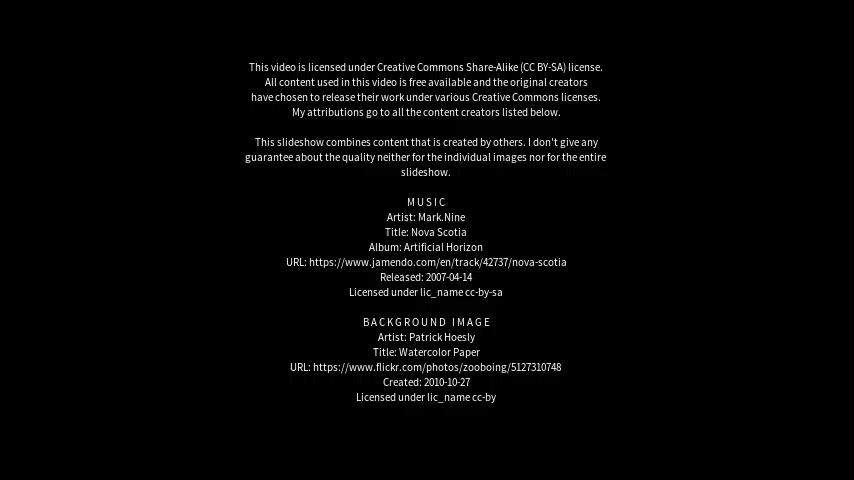 This video is licensed under Creative Commons Share-Alike (CC BY-SA) license.
All content used in this video is free available and the original creators
have chosen to release their work under various Creative Commons licenses.
My attributions go to all the content creators listed below.
This slideshow combines content that is created by others. I don't give any
guarantee about the quality neither for the individual images nor for the entire
slideshow.
MUSIC
Artist: Mark.Nine
Title: Nova Scotia
Album: Artificial Horizon
URL: https://www.jamendo.com/en/track/42737/nova-scotia
Released: 2007-04-14
Licensed under lic_name cc-by-sa
BACKGROUND IMAGE
Artist: Patrick Hoesly
Title: Watercolor Paper
URL: https://www.flickr.com/photos/zooboing/5127310748
Created: 2010-10-27
Licensed under lic_name cc-by